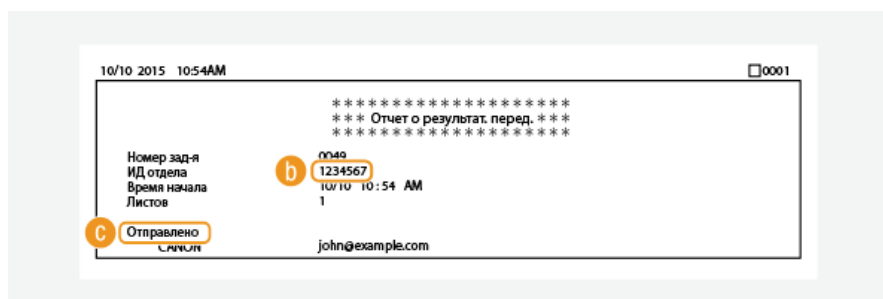 10/10 2015 10:54AM 0001
* * * * * * * * * * * * * * * * * * * *
* * * Отчет о результат. перед. * * *
* * * * * * * * * * * * * * * * * * * *
Номер зад-я 0049
ИД отдела b 1234567
Время начала 10/10 10:54 AM
Листов 1
C Отправлено
CANON john@example.com